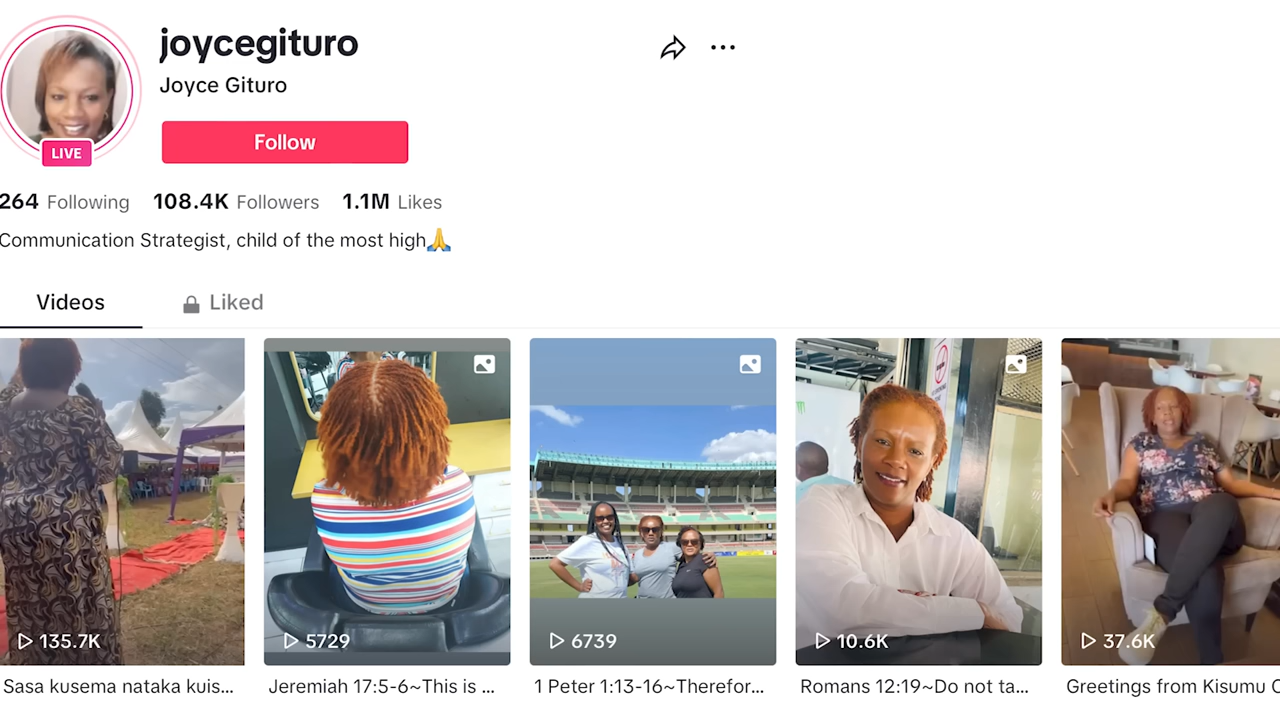 joycegituro
Joyce Gituro
Follow
LIVE
264 Following 108.4K Followers 1.1M Likes
Communication Strategist, child of the most high🙏
Videos Liked
135.7K 5729 6739 10.6K 37.6K
Sasa kusema nataka kuis... Jeremiah 17:5-6~This is ... 1 Peter 1:13-16~Therefor... Romans 12:19~Do not ta... Greetings from Kisumu C